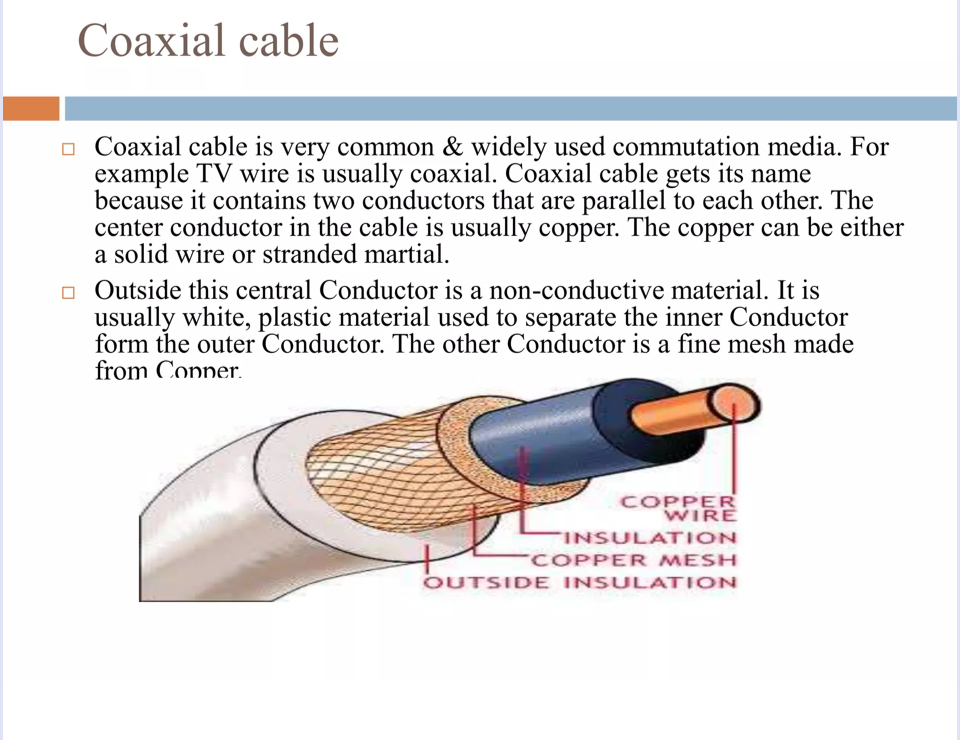 Coaxial cable
Coaxial cable is very common & widely used commutation media. For
example TV wire is usually coaxial. Coaxial cable gets its name
because it contains two conductors that are parallel to each other. The
center conductor in the cable is usually copper. The copper can be either
a solid wire or stranded martial.
Outside this central Conductor is a non-conductive material. It is
usually white, plastic material used to separate the inner Conductor
form the outer Conductor. The other Conductor is a fine mesh made
from Copper.
COPPER
WIRE
INSULATION
COPPER MESH
OUTSIDE INSULATION